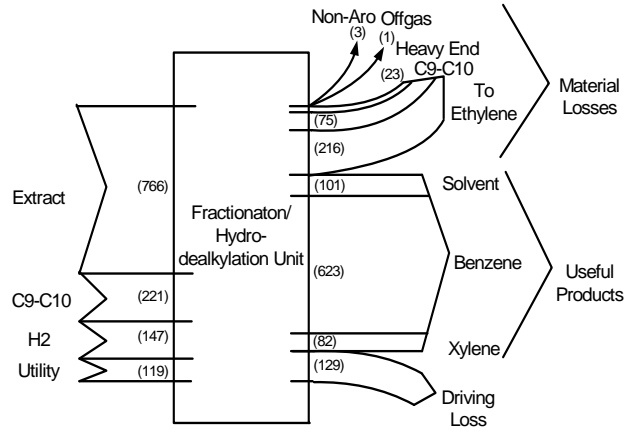 Non-Aro Offgas
(3) (1)
Heavy End
(23) C9-C10
To
Ethylene
(75)
(216)
Material
Losses
Extract
(766)
Fractionaton/
Hydro-
dealkylation Unit
(101)
Solvent
(623)
Benzene
Useful
Products
C9-C10
(221)
H2
(147)
Utility
(119)
(82)
Xylene
(129)
Driving
Loss